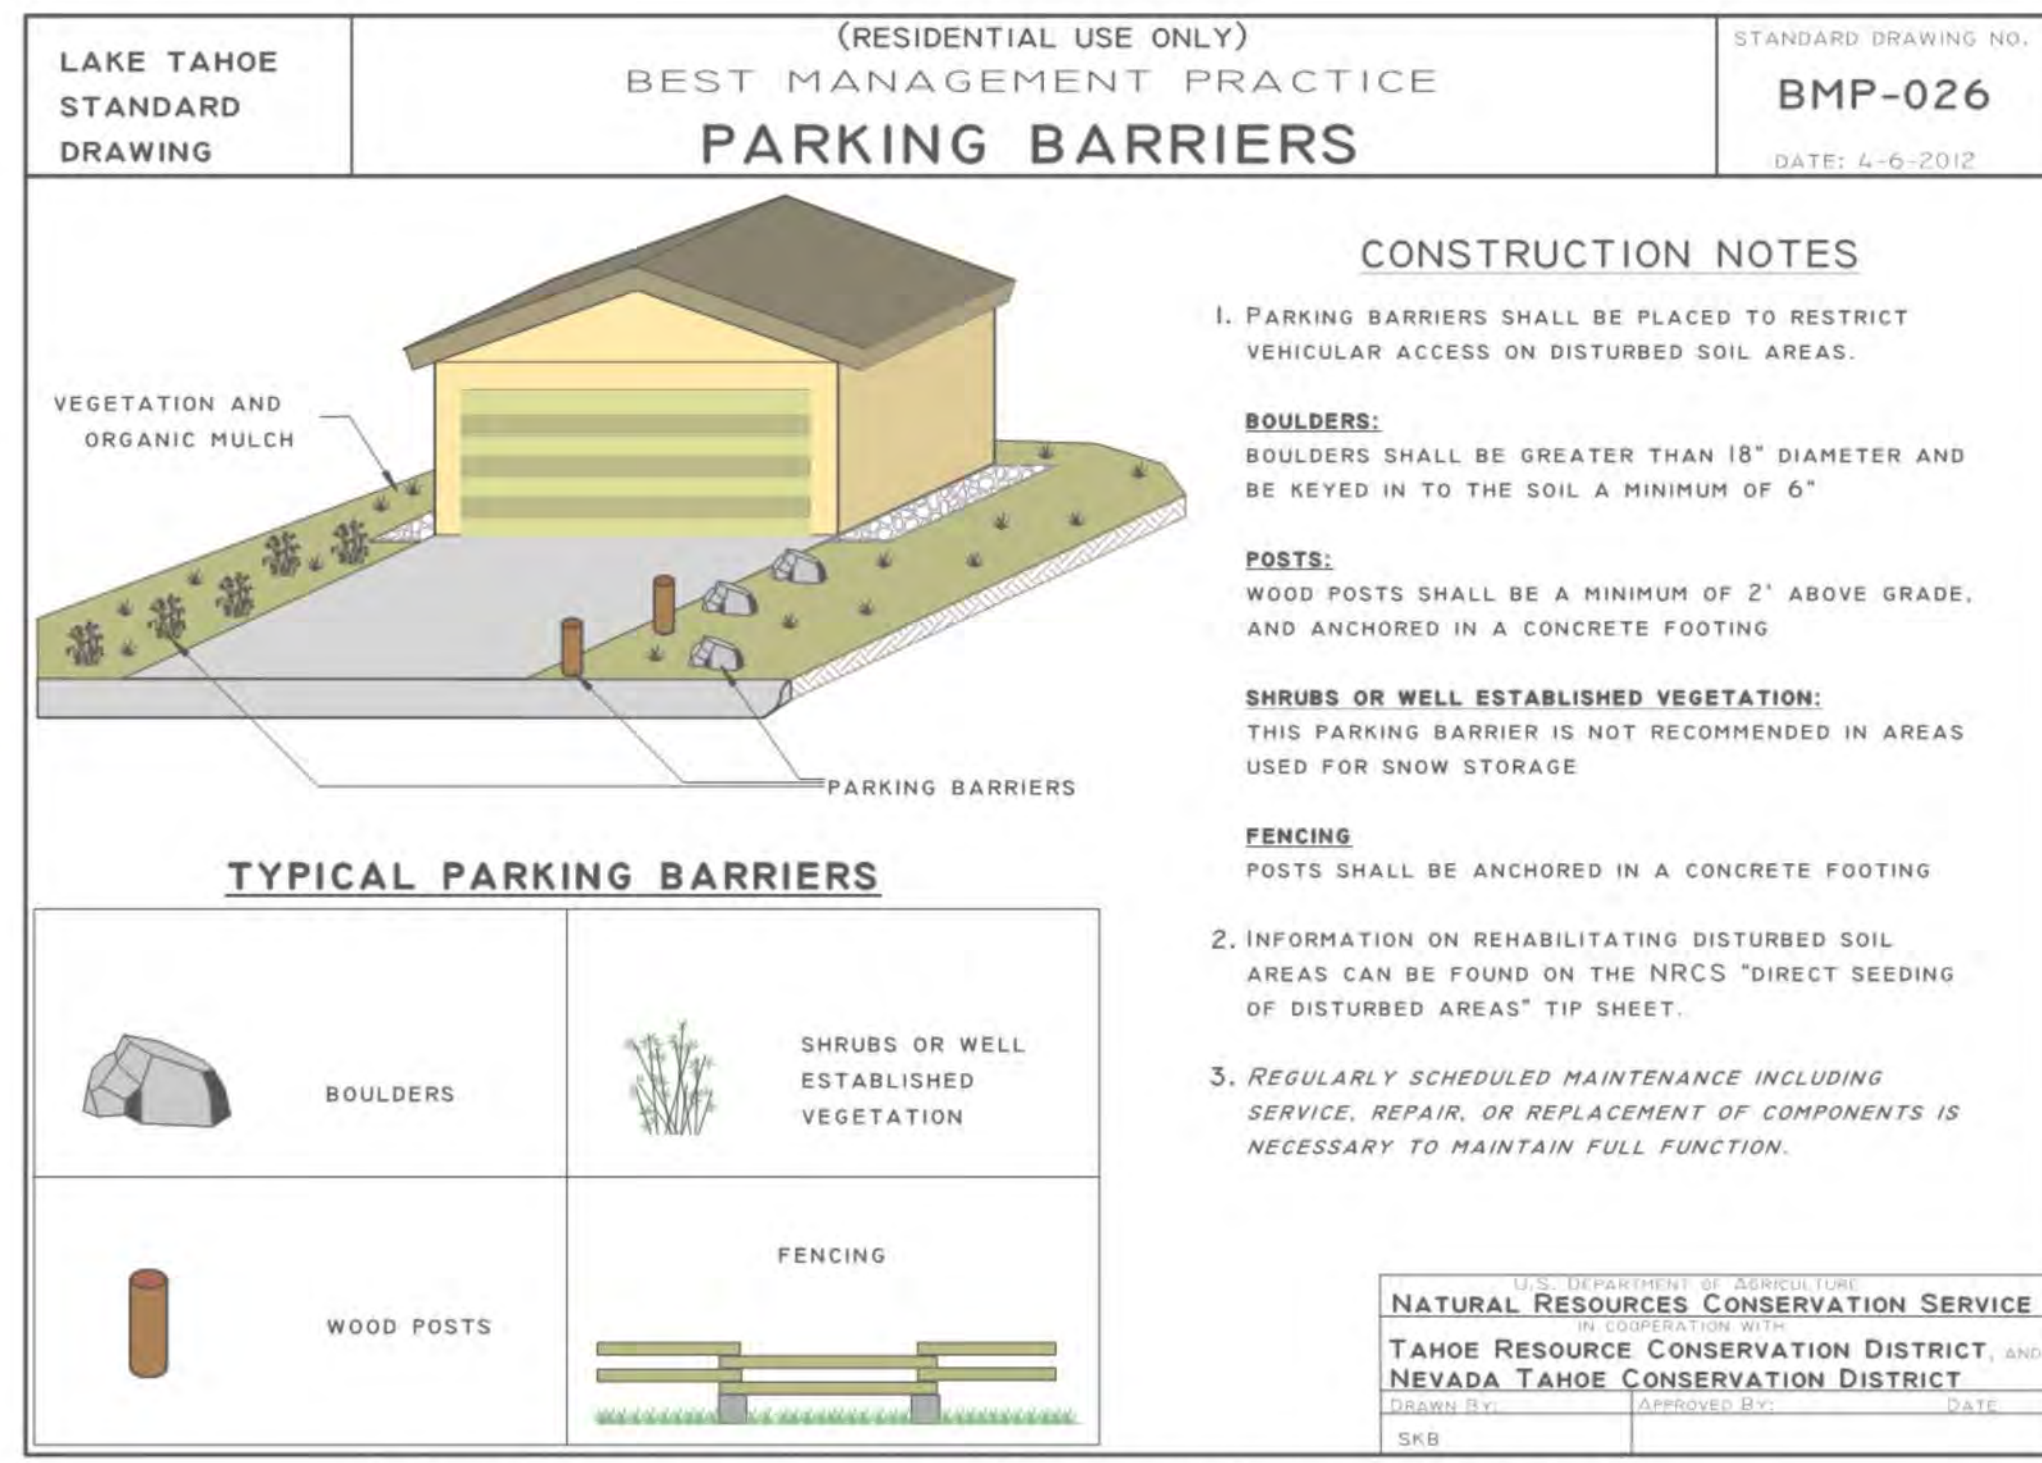 LAKE TAHOE
STANDARD
DRAWING
(RESIDENTIAL USE ONLY)
BEST MANAGEMENT PRACTICE
PARKING BARRIERS
STANDARD DRAWING NO.
BMP-026
DATE: 4-6-2012
VEGETATION AND
ORGANIC MULCH
PARKING BARRIERS
TYPICAL PARKING BARRIERS
BOULDERS
SHRUBS OR WELL
ESTABLISHED
VEGETATION
WOOD POSTS
FENCING
CONSTRUCTION NOTES
1. PARKING BARRIERS SHALL BE PLACED TO RESTRICT
VEHICULAR ACCESS ON DISTURBED SOIL AREAS.
BOULDERS:
BOULDERS SHALL BE GREATER THAN 18" DIAMETER AND
BE KEYED IN TO THE SOIL A MINIMUM OF 6"
POSTS:
WOOD POSTS SHALL BE A MINIMUM OF 2' ABOVE GRADE,
AND ANCHORED IN A CONCRETE FOOTING
SHRUBS OR WELL ESTABLISHED VEGETATION:
THIS PARKING BARRIER IS NOT RECOMMENDED IN AREAS
USED FOR SNOW STORAGE
FENCING
POSTS SHALL BE ANCHORED IN A CONCRETE FOOTING
2. INFORMATION ON REHABILITATING DISTURBED SOIL
AREAS CAN BE FOUND ON THE NRCS "DIRECT SEEDING
OF DISTURBED AREAS" TIP SHEET.
3. REGULARLY SCHEDULED MAINTENANCE INCLUDING
SERVICE, REPAIR, OR REPLACEMENT OF COMPONENTS IS
NECESSARY TO MAINTAIN FULL FUNCTION.
U.S. DEPARTMENT OF AGRICULTURE
NATURAL RESOURCES CONSERVATION SERVICE
IN COOPERATION WITH
TAHOE RESOURCE CONSERVATION DISTRICT, AND
NEVADA TAHOE CONSERVATION DISTRICT
DRAWN BY: APPROVED BY: DATE
SKB